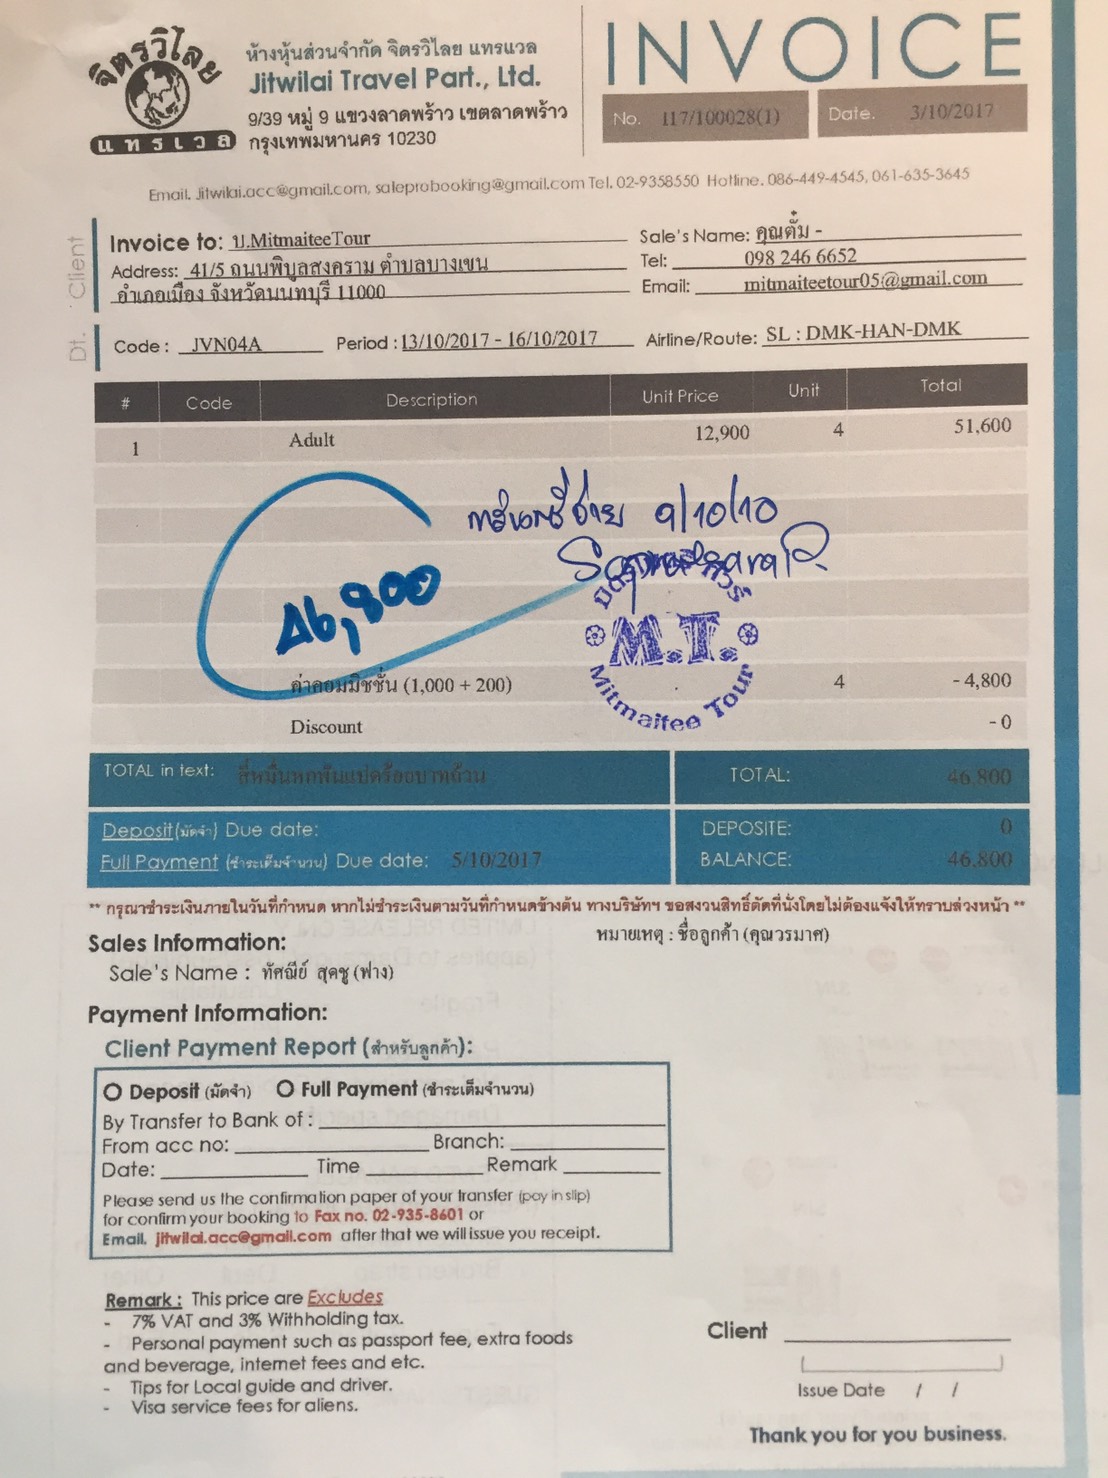 จิตรวิไลย
แทรเวล
ห้างหุ้นส่วนจำกัด จิตรวิไลย แทรแวล
Jitwilai Travel Part., Ltd.
9/39 หมู่ 9 แขวงลาดพร้าว เขตลาดพร้าว
กรุงเทพมหานคร 10230
INVOICE
No. 117/100028(1) Date. 3/10/2017
Email. Jitwilai.acc@gmail.com, saleprobooking@gmail.com Tel. 02-9358550 Hotline. 086-449-4545, 061-635-3645
Client
Invoice to: บ.MitmaiteeTour Sale's Name: คุณตั๋ม -
Address: 41/5 ถนนพิบูลสงคราม ตำบลบางเขน Tel: 098 246 6652
อำเภอเมือง จังหวัดนนทบุรี 11000 Email: mitmaiteetour05@gmail.com
Dt.
Code : JVN04A Period : 13/10/2017 - 16/10/2017 Airline/Route: SL : DMK-HAN-DMK
# Code Description Unit Price Unit Total
1 Adult 12,900 4 51,600
9/10/10
46,800
มิตรไมตรีทัวร์
M.T.
Mitmaitee Tour
ค่าคอมมิชชั่น (1,000 + 200) 4 - 4,800
Discount - 0
TOTAL in text: สี่หมื่นหกพันแปดร้อยบาทถ้วน TOTAL: 46,800
Deposit(มัดจำ) Due date: DEPOSITE: 0
Full Payment (ชำระเต็มจำนวน) Due date: 5/10/2017 BALANCE: 46,800
** กรุณาชำระเงินภายในวันที่กำหนด หากไม่ชำระเงินตามวันที่กำหนดข้างต้น ทางบริษัทฯ ขอสงวนสิทธิ์ตัดที่นั่งโดยไม่ต้องแจ้งให้ทราบล่วงหน้า **
Sales Information: หมายเหตุ : ชื่อลูกค้า (คุณวรมาศ)
Sale's Name : ทัศณีย์ สุดชู (ฟาง)
Payment Information:
Client Payment Report (สำหรับลูกค้า):
O Deposit (มัดจำ) O Full Payment (ชำระเต็มจำนวน)
By Transfer to Bank of :
From acc no: Branch:
Date: Time Remark
Please send us the confirmation paper of your transfer (pay in slip)
for confirm your booking to Fax no. 02-935-8601 or
Email. jitwilai.acc@gmail.com after that we will issue you receipt.
Remark : This price are Excludes
- 7% VAT and 3% Withholding tax.
- Personal payment such as passport fee, extra foods
and beverage, internet fees and etc.
- Tips for Local guide and driver.
- Visa service fees for aliens.
Client
Issue Date / /
Thank you for you business.